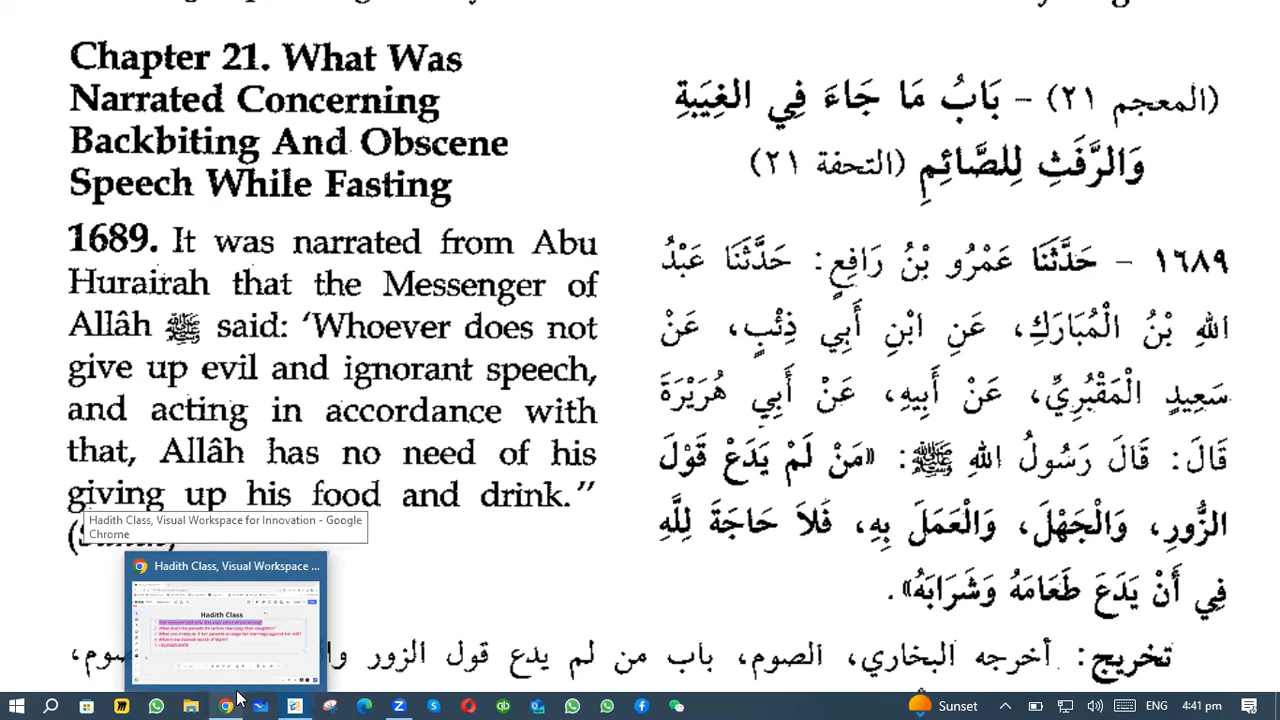 Chapter 21. What Was
Narrated Concerning
Backbiting And Obscene
Speech While Fasting
1689. It was narrated from Abu
Hurairah that the Messenger of
Allâh ﷺ said: 'Whoever does not
give up evil and ignorant speech,
and acting in accordance with
that, Allâh has no need of his
giving up his food and drink."
(المعجم ٢١) - بَابُ مَا جَاءَ فِي الْغِيبَةِ
وَالرَّفَثِ لِلصَّائِمِ (التحفة ٢١)
١٦٨٩ - حَدَّثَنَا عَمْرُو بْنُ رَافِعٍ: حَدَّثَنَا عَبْدُ
اللهِ بْنُ الْمُبَارَكِ، عَنِ ابْنِ أَبِي ذِئْبٍ، عَنْ
سَعِيدٍ الْمَقْبُرِيِّ، عَنْ أَبِيهِ، عَنْ أَبِي هُرَيْرَةَ
قَالَ: قَالَ رَسُولُ اللهِ ﷺ: «مَنْ لَمْ يَدَعْ قَوْلَ
الزُّورِ، وَالْجَهْلَ، وَالْعَمَلَ بِهِ، فَلاَ حَاجَةَ لِلَّهِ
فِي أَنْ يَدَعَ طَعَامَهُ وَشَرَابَهُ».
تخريج: أخرجه البخاري، الصوم، باب من لم يدع قول الزور
Hadith Class, Visual Workspace for Innovation - Google
Chrome
Hadith Class, Visual Workspace ...
Hadith Class
Sunset
ENG
4:41 pm